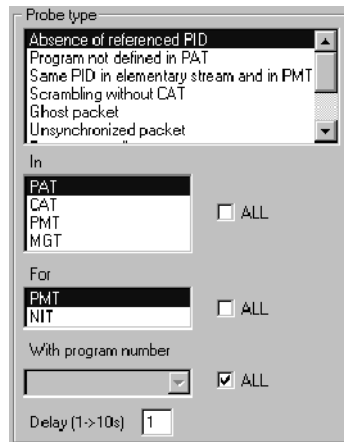 Probe type
Absence of referenced PID
Program not defined in PAT
Same PID in elementary stream and in PMT
Scrambling without CAT
Ghost packet
Unsynchronized packet
In
PAT
CAT
PMT
MGT
ALL
For
PMT
NIT
ALL
With program number
ALL
Delay (1->10s) 1